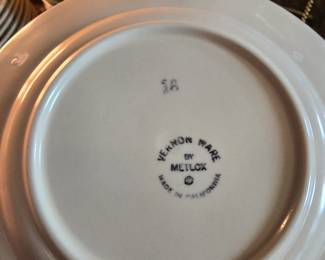 VERNON WARE
BY
METLOX
MADE IN CALIFORNIA